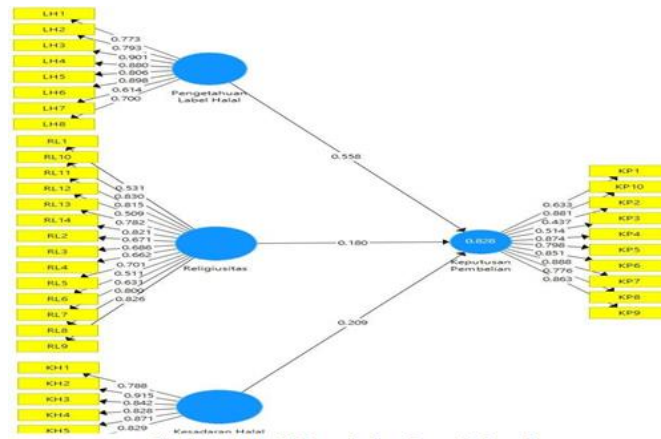 LH1
LH2
LH3
LH4
LH5
LH6
LH7
LH8
0.773
0.793
0.901
0.880
0.806
0.898
0.614
0.700
Pengetahuan
Label Halal
0.558
RL1
RL10
RL11
RL12
RL13
RL14
RL2
RL3
RL4
RL5
RL6
RL7
RL8
RL9
0.531
0.830
0.815
0.509
0.782
0.821
0.671
0.686
0.662
0.701
0.511
0.631
0.800
0.826
Religiusitas
0.180
KH1
KH2
KH3
KH4
KH5
0.788
0.915
0.842
0.828
0.871
0.829
Kesadaran Halal
0.209
0.828
Keputusan
Pembelian
0.633
0.881
0.437
0.514
0.874
0.798
0.851
0.888
0.776
0.863
KP1
KP10
KP2
KP3
KP4
KP5
KP6
KP7
KP8
KP9